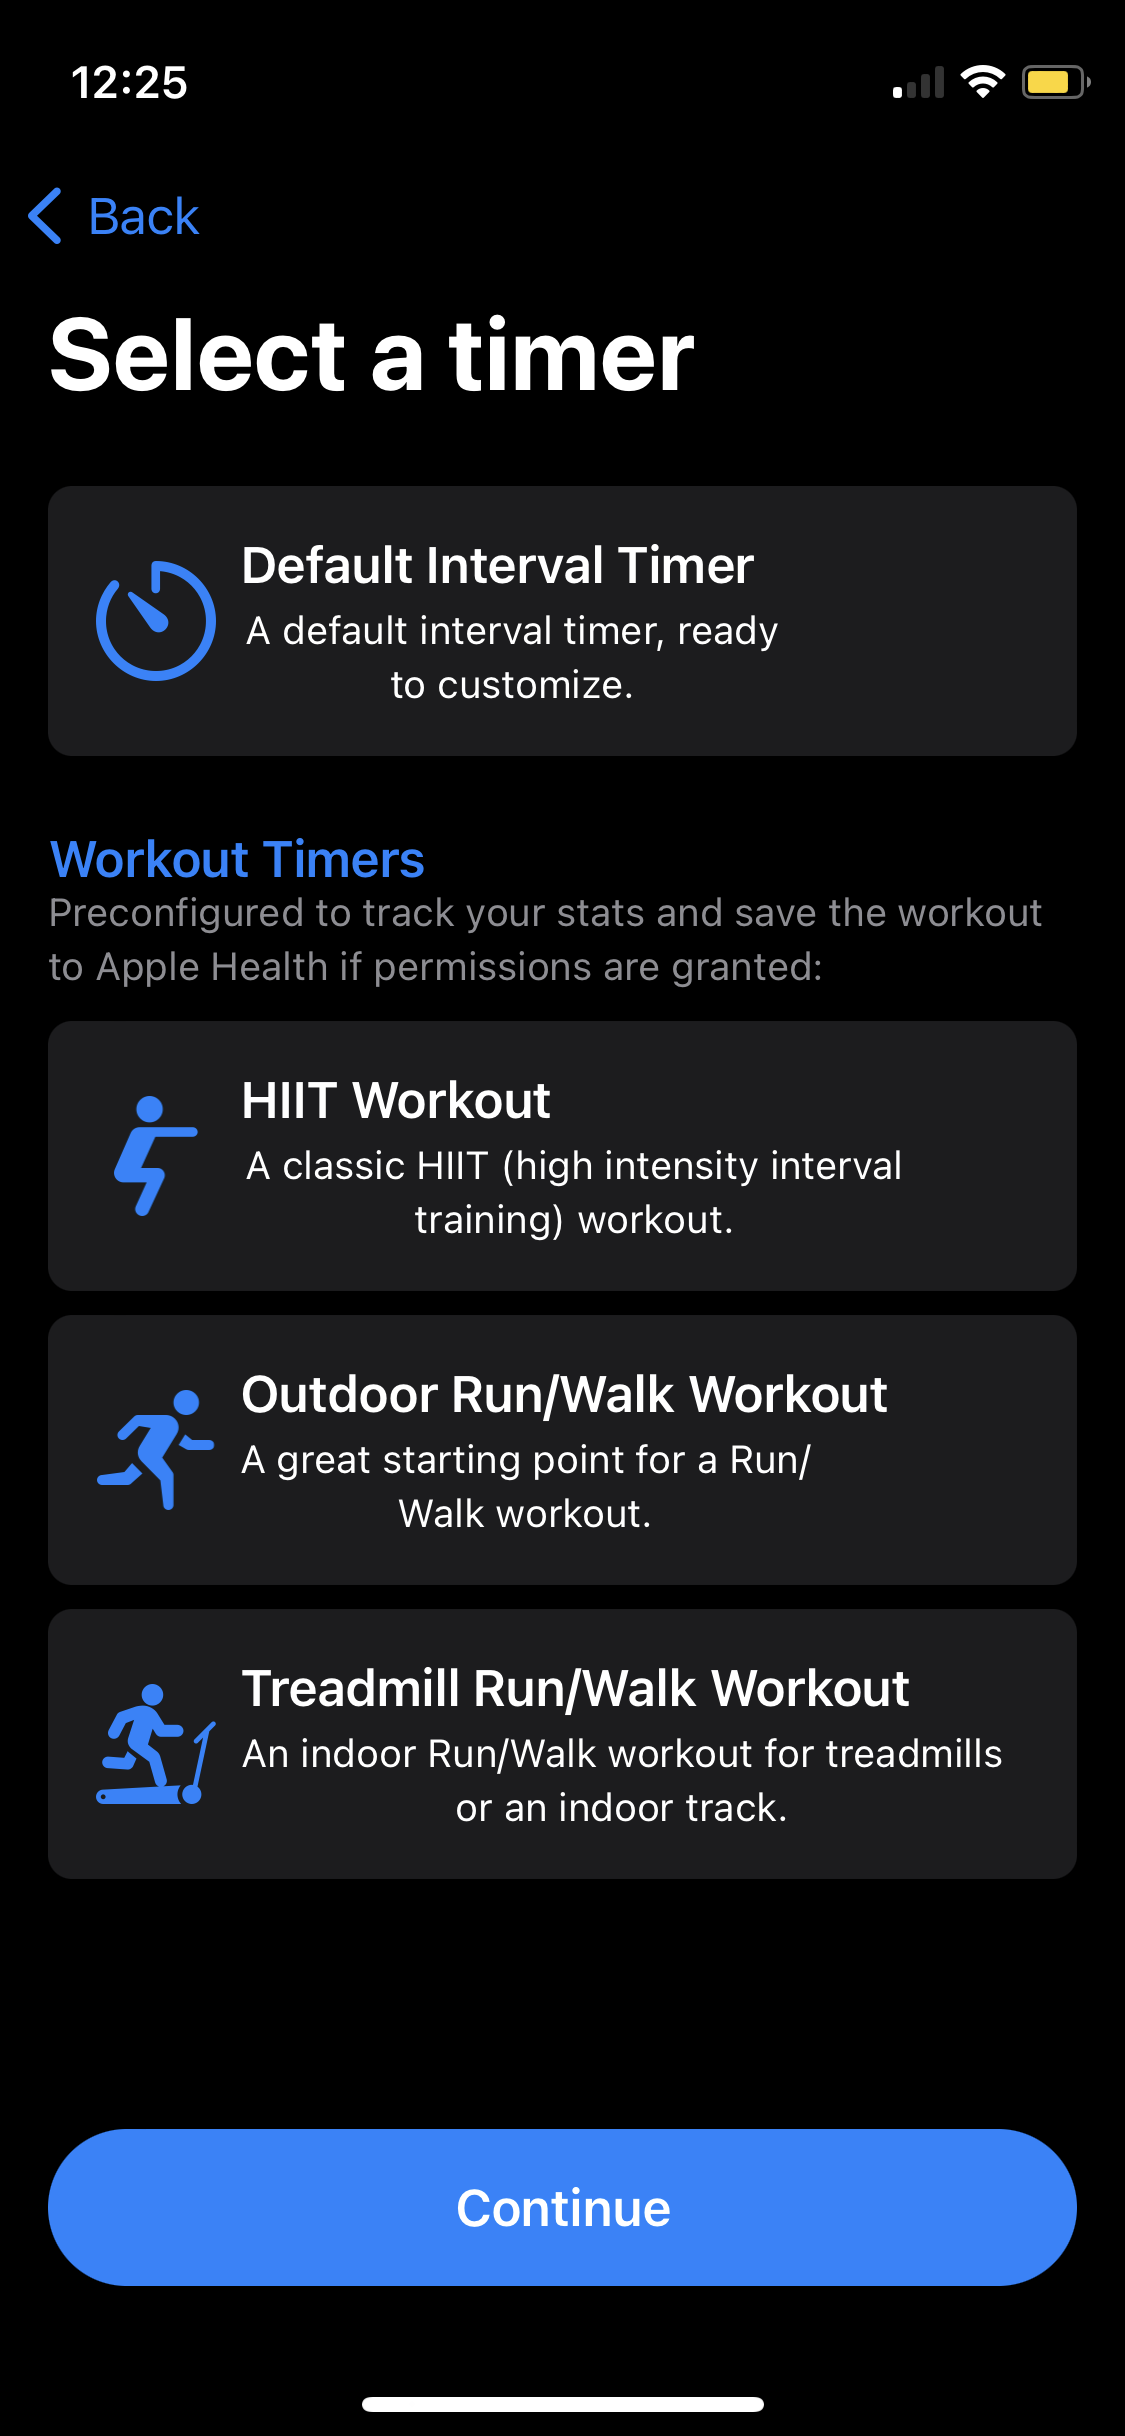 12:25
Back
Select a timer
Default Interval Timer
A default interval timer, ready
to customize.
Workout Timers
Preconfigured to track your stats and save the workout
to Apple Health if permissions are granted:
HIIT Workout
A classic HIIT (high intensity interval
training) workout.
Outdoor Run/Walk Workout
A great starting point for a Run/
Walk workout.
Treadmill Run/Walk Workout
An indoor Run/Walk workout for treadmills
or an indoor track.
Continue